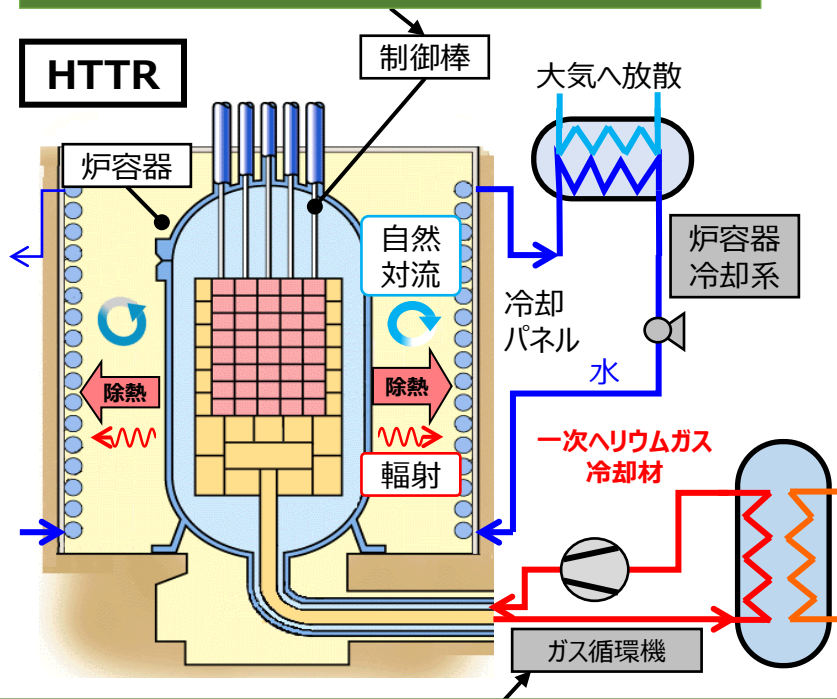 HTTR
制御棒
大気へ放散
炉容器
自然
対流
炉容器
冷却系
冷却
パネル
除熱
除熱
水
輻射
一次ヘリウムガス
冷却材
ガス循環機